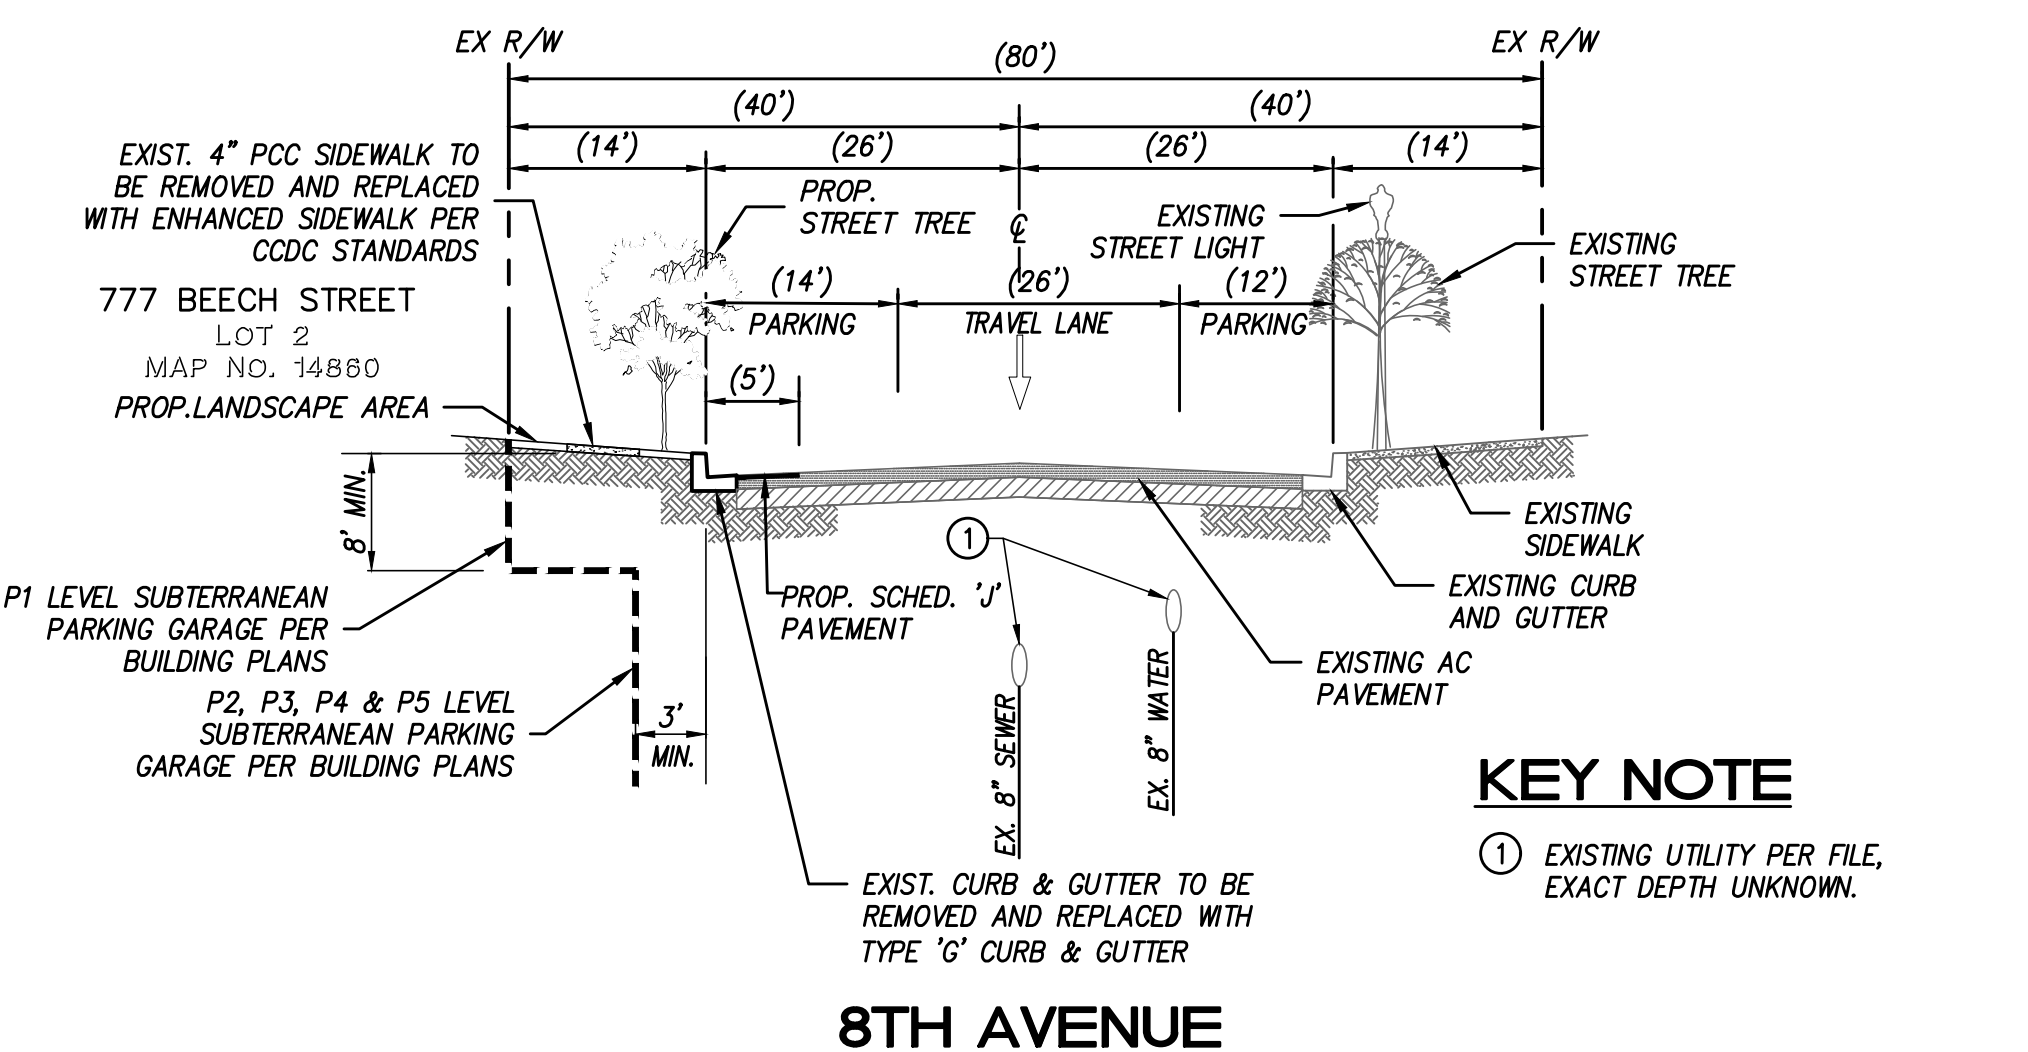 EX R/W
EX R/W
(80')
(40')
(40')
(14')
(26')
(26')
(14')
EXIST. 4" PCC SIDEWALK TO
BE REMOVED AND REPLACED
WITH ENHANCED SIDEWALK PER
CCDC STANDARDS
PROP.
STREET TREE
℄
EXISTING
STREET LIGHT
EXISTING
STREET TREE
777 BEECH STREET
LOT 2
MAP NO. 14860
PROP.LANDSCAPE AREA
(14')
PARKING
(26')
TRAVEL LANE
(12')
PARKING
(5')
8' MIN.
1
EXISTING
SIDEWALK
EXISTING CURB
AND GUTTER
P1 LEVEL SUBTERRANEAN
PARKING GARAGE PER
BUILDING PLANS
PROP. SCHED. 'J'
PAVEMENT
EXISTING AC
PAVEMENT
P2, P3, P4 & P5 LEVEL
SUBTERRANEAN PARKING
GARAGE PER BUILDING PLANS
3'
MIN.
EX. 8" SEWER
EX. 8" WATER
KEY NOTE
1 EXISTING UTILITY PER FILE,
EXACT DEPTH UNKNOWN.
EXIST. CURB & GUTTER TO BE
REMOVED AND REPLACED WITH
TYPE 'G' CURB & GUTTER
8TH AVENUE